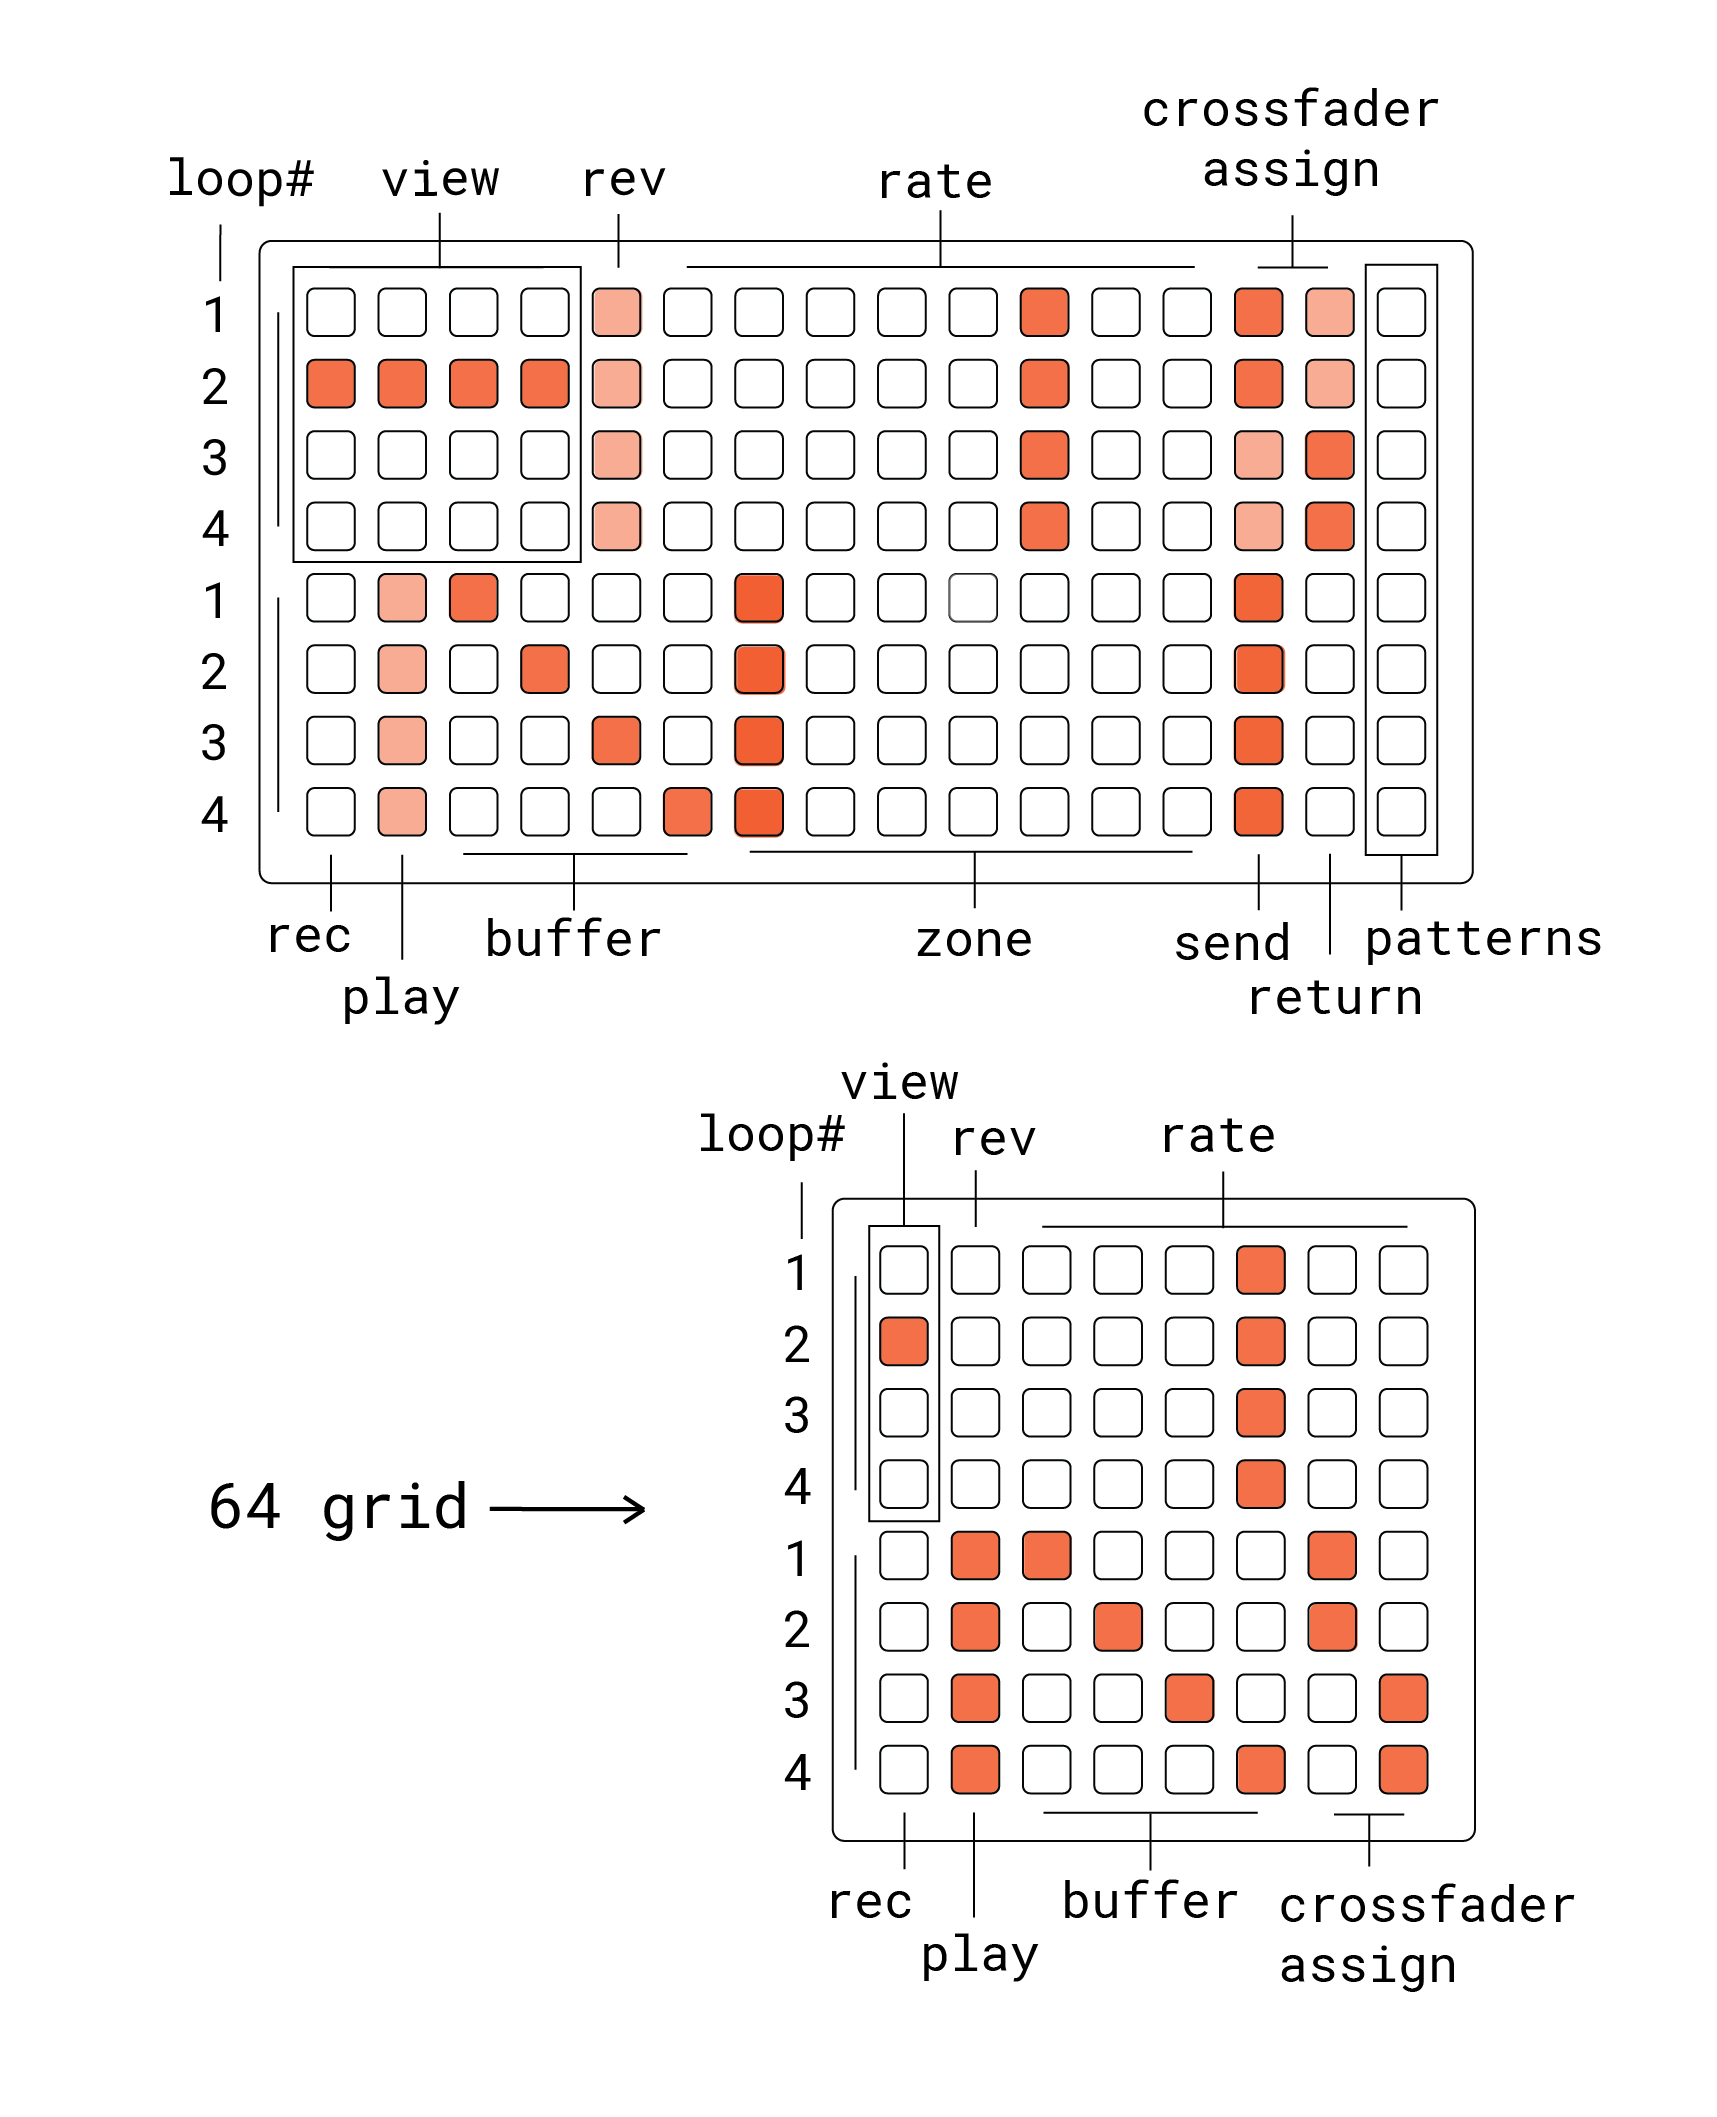 crossfader
assign
loop# view rev rate
1
2
3
4
1
2
3
4
rec buffer zone send patterns
play return
view
loop# rev rate
1
2
3
4
64 grid
1
2
3
4
rec buffer crossfader
play assign